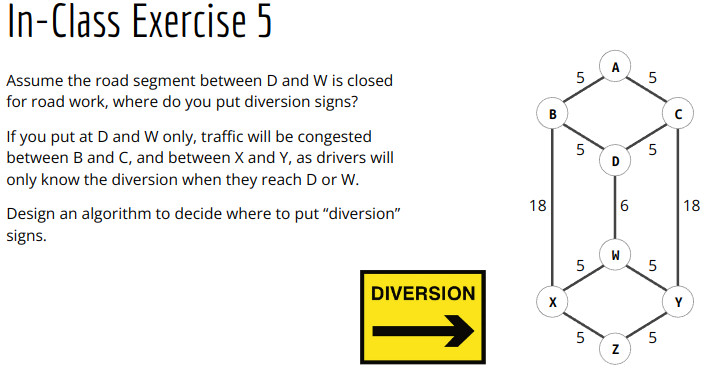 In-Class Exercise 5
Assume the road segment between D and W is closed
for road work, where do you put diversion signs?
If you put at D and W only, traffic will be congested
between B and C, and between X and Y, as drivers will
only know the diversion when they reach D or W.
Design an algorithm to decide where to put “diversion”
signs.
DIVERSION
A
5
5
B
C
5
5
D
18
6
18
W
5
5
X
Y
5
5
Z